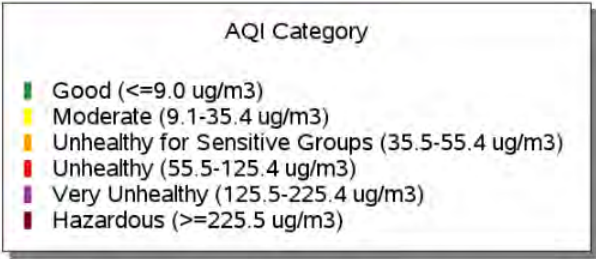 AQI Category
Good (<=9.0 ug/m3)
Moderate (9.1-35.4 ug/m3)
Unhealthy for Sensitive Groups (35.5-55.4 ug/m3)
Unhealthy (55.5-125.4 ug/m3)
Very Unhealthy (125.5-225.4 ug/m3)
Hazardous (>=225.5 ug/m3)